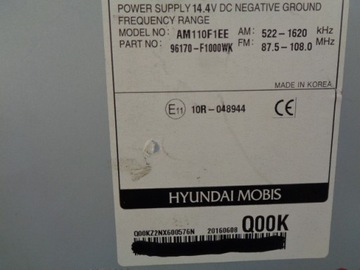 POWER SUPPLY 14.4V DC NEGATIVE GROUND
FREQUENCY RANGE
MODEL NO: AM110F1EE AM: 522-1620 kHz
PART NO : 96170-F1000WK FM: 87.5-108.0 MHz
MADE IN KOREA
E11 10R-048944 CE
HYUNDAI MOBIS
Q00KZ2NX600576N 20160608 Q00K